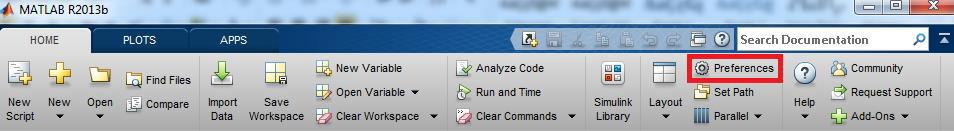 MATLAB R2013b
HOME PLOTS APPS Search Documentation
New Script
New
Open
Find Files
Compare
Import Data
Save Workspace
New Variable
Open Variable
Clear Workspace
Analyze Code
Run and Time
Clear Commands
Simulink Library
Layout
Preferences
Set Path
Parallel
Help
Community
Request Support
Add-Ons